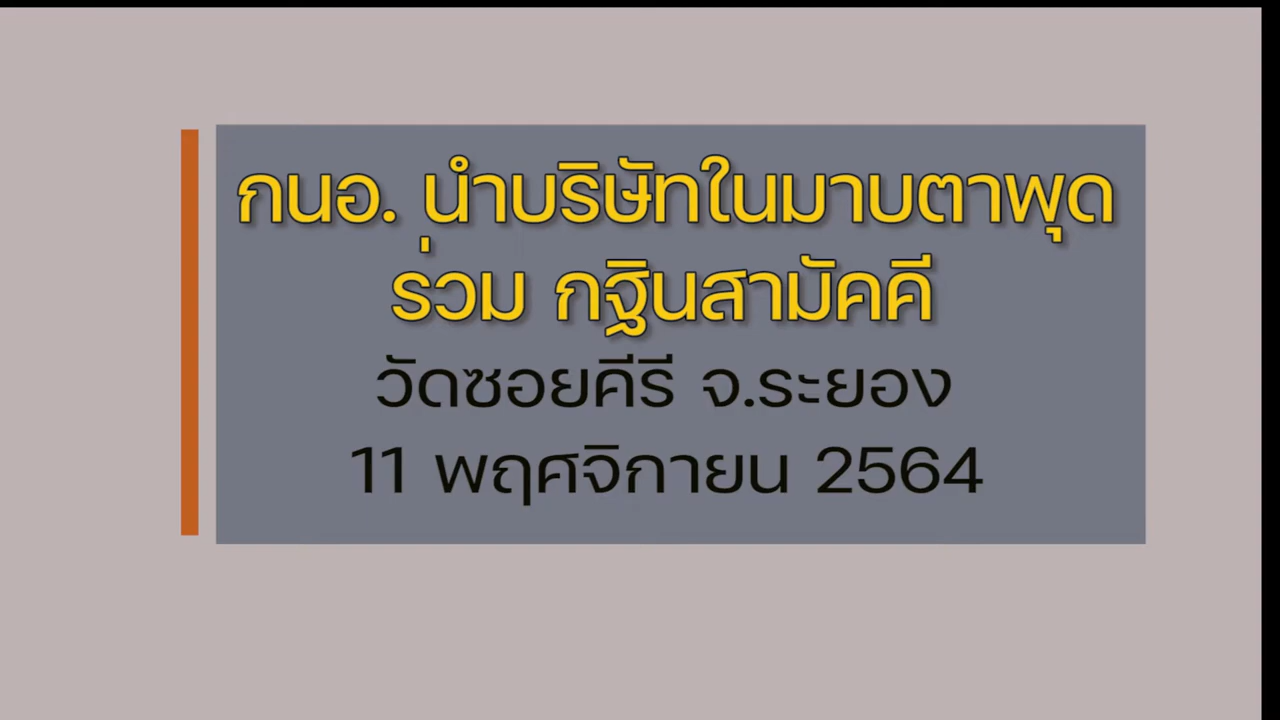 กนอ. นำบริษัทในมาบตาพุด
ร่วม กฐินสามัคคี
วัดซอยคีรี จ.ระยอง
11 พฤศจิกายน 2564